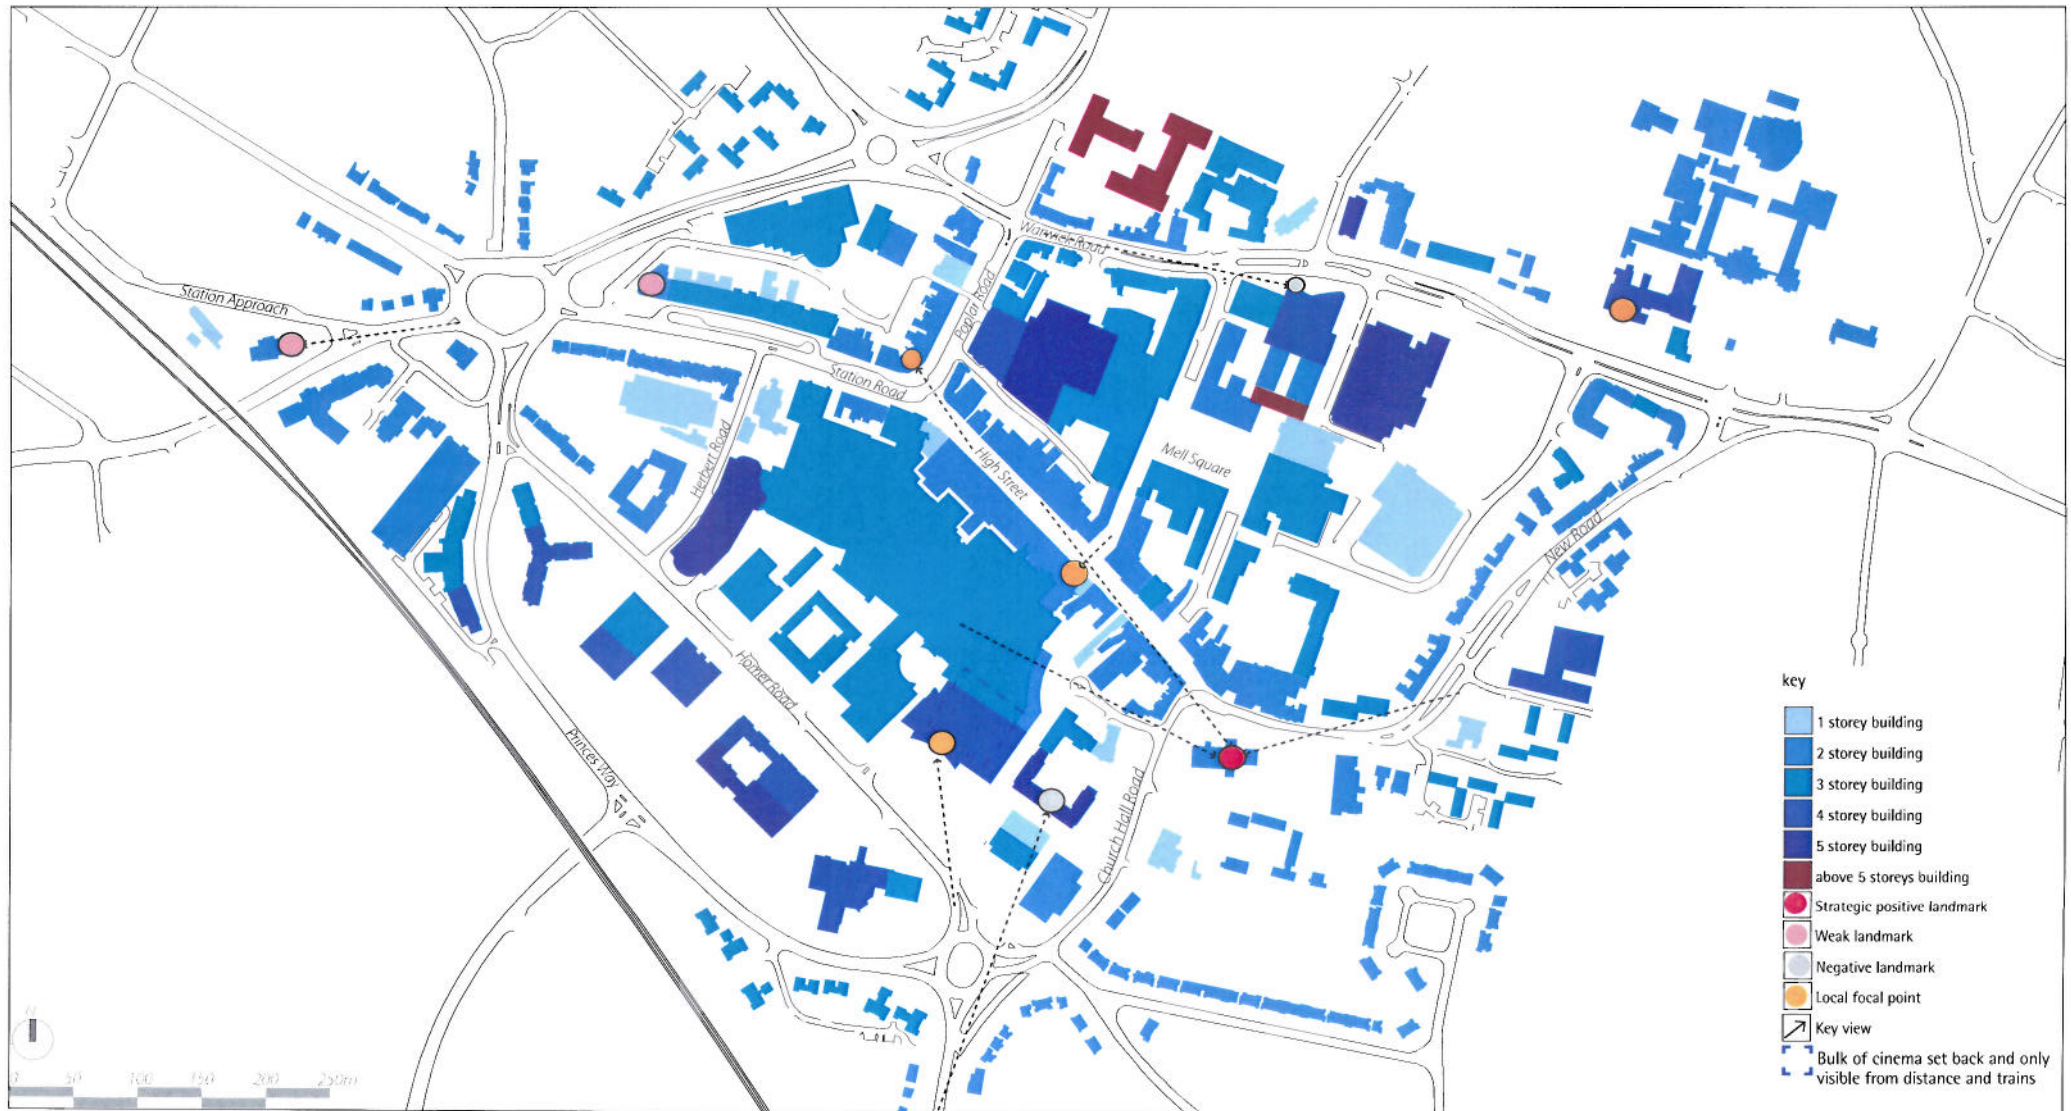 Warwick Road
Station Approach
Poplar Road
Station Road
High Street
Mell Square
Herbert Road
New Road
Homer Road
Princes Way
Church Hall Road
key
1 storey building
2 storey building
3 storey building
4 storey building
5 storey building
above 5 storeys building
Strategic positive landmark
Weak landmark
Negative landmark
Local focal point
Key view
Bulk of cinema set back and only
visible from distance and trains
N
0 50 100 150 200 250m